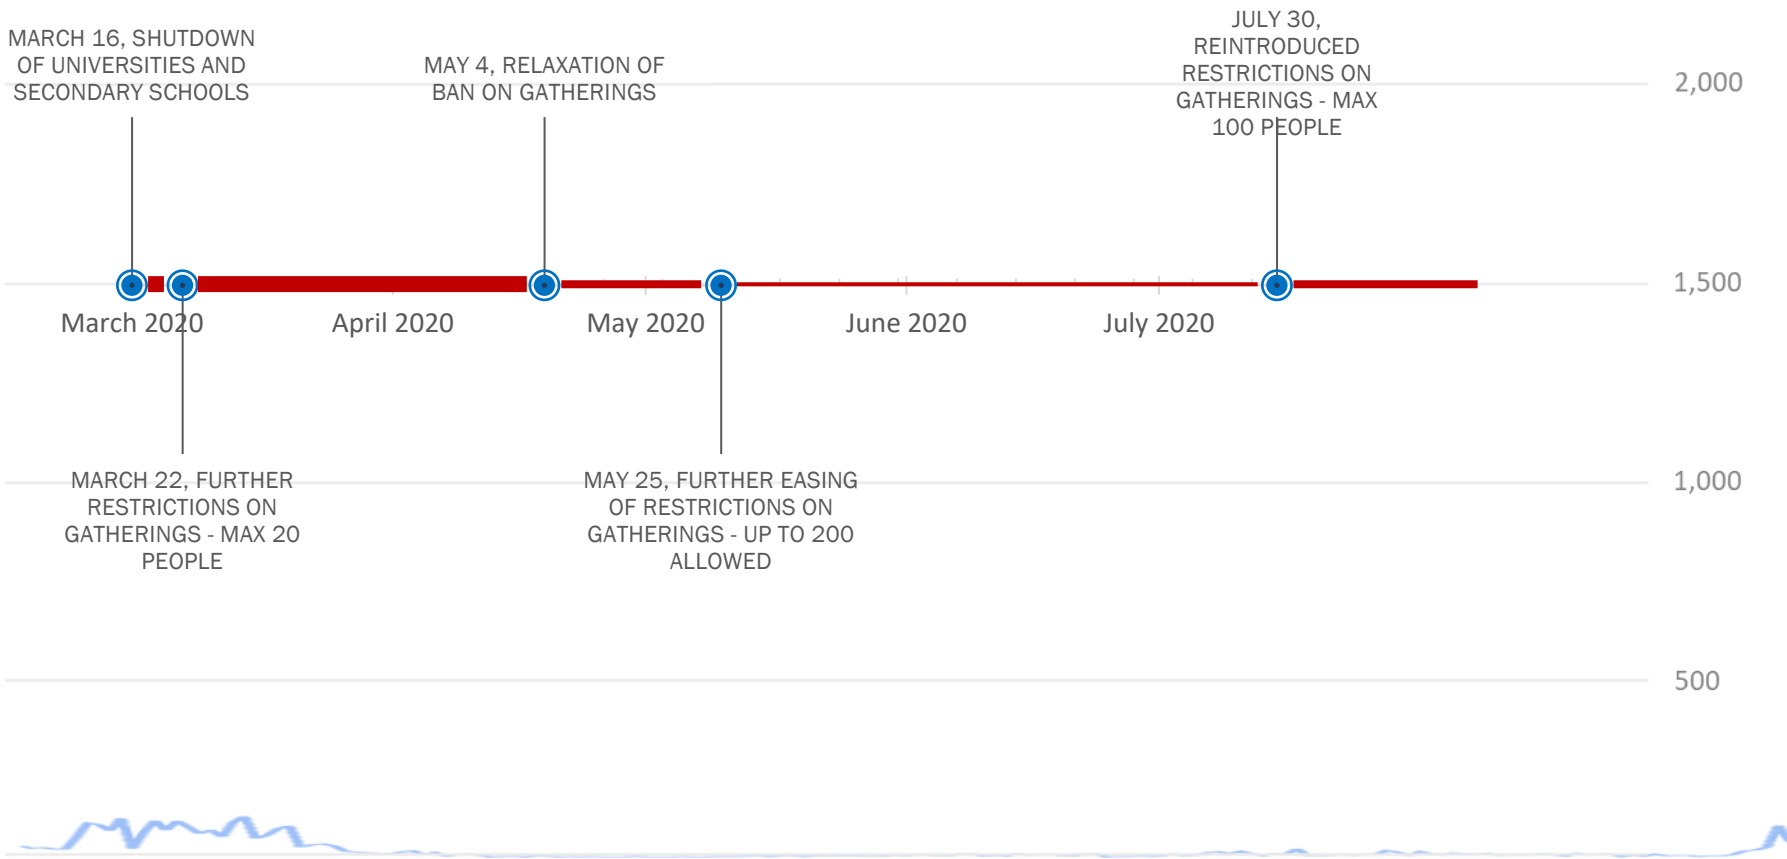 MARCH 16, SHUTDOWN
OF UNIVERSITIES AND
SECONDARY SCHOOLS
MAY 4, RELAXATION OF
BAN ON GATHERINGS
JULY 30,
REINTRODUCED
RESTRICTIONS ON
GATHERINGS - MAX
100 PEOPLE
2,000
1,500
March 2020
April 2020
May 2020
June 2020
July 2020
MARCH 22, FURTHER
RESTRICTIONS ON
GATHERINGS - MAX 20
PEOPLE
MAY 25, FURTHER EASING
OF RESTRICTIONS ON
GATHERINGS - UP TO 200
ALLOWED
1,000
500